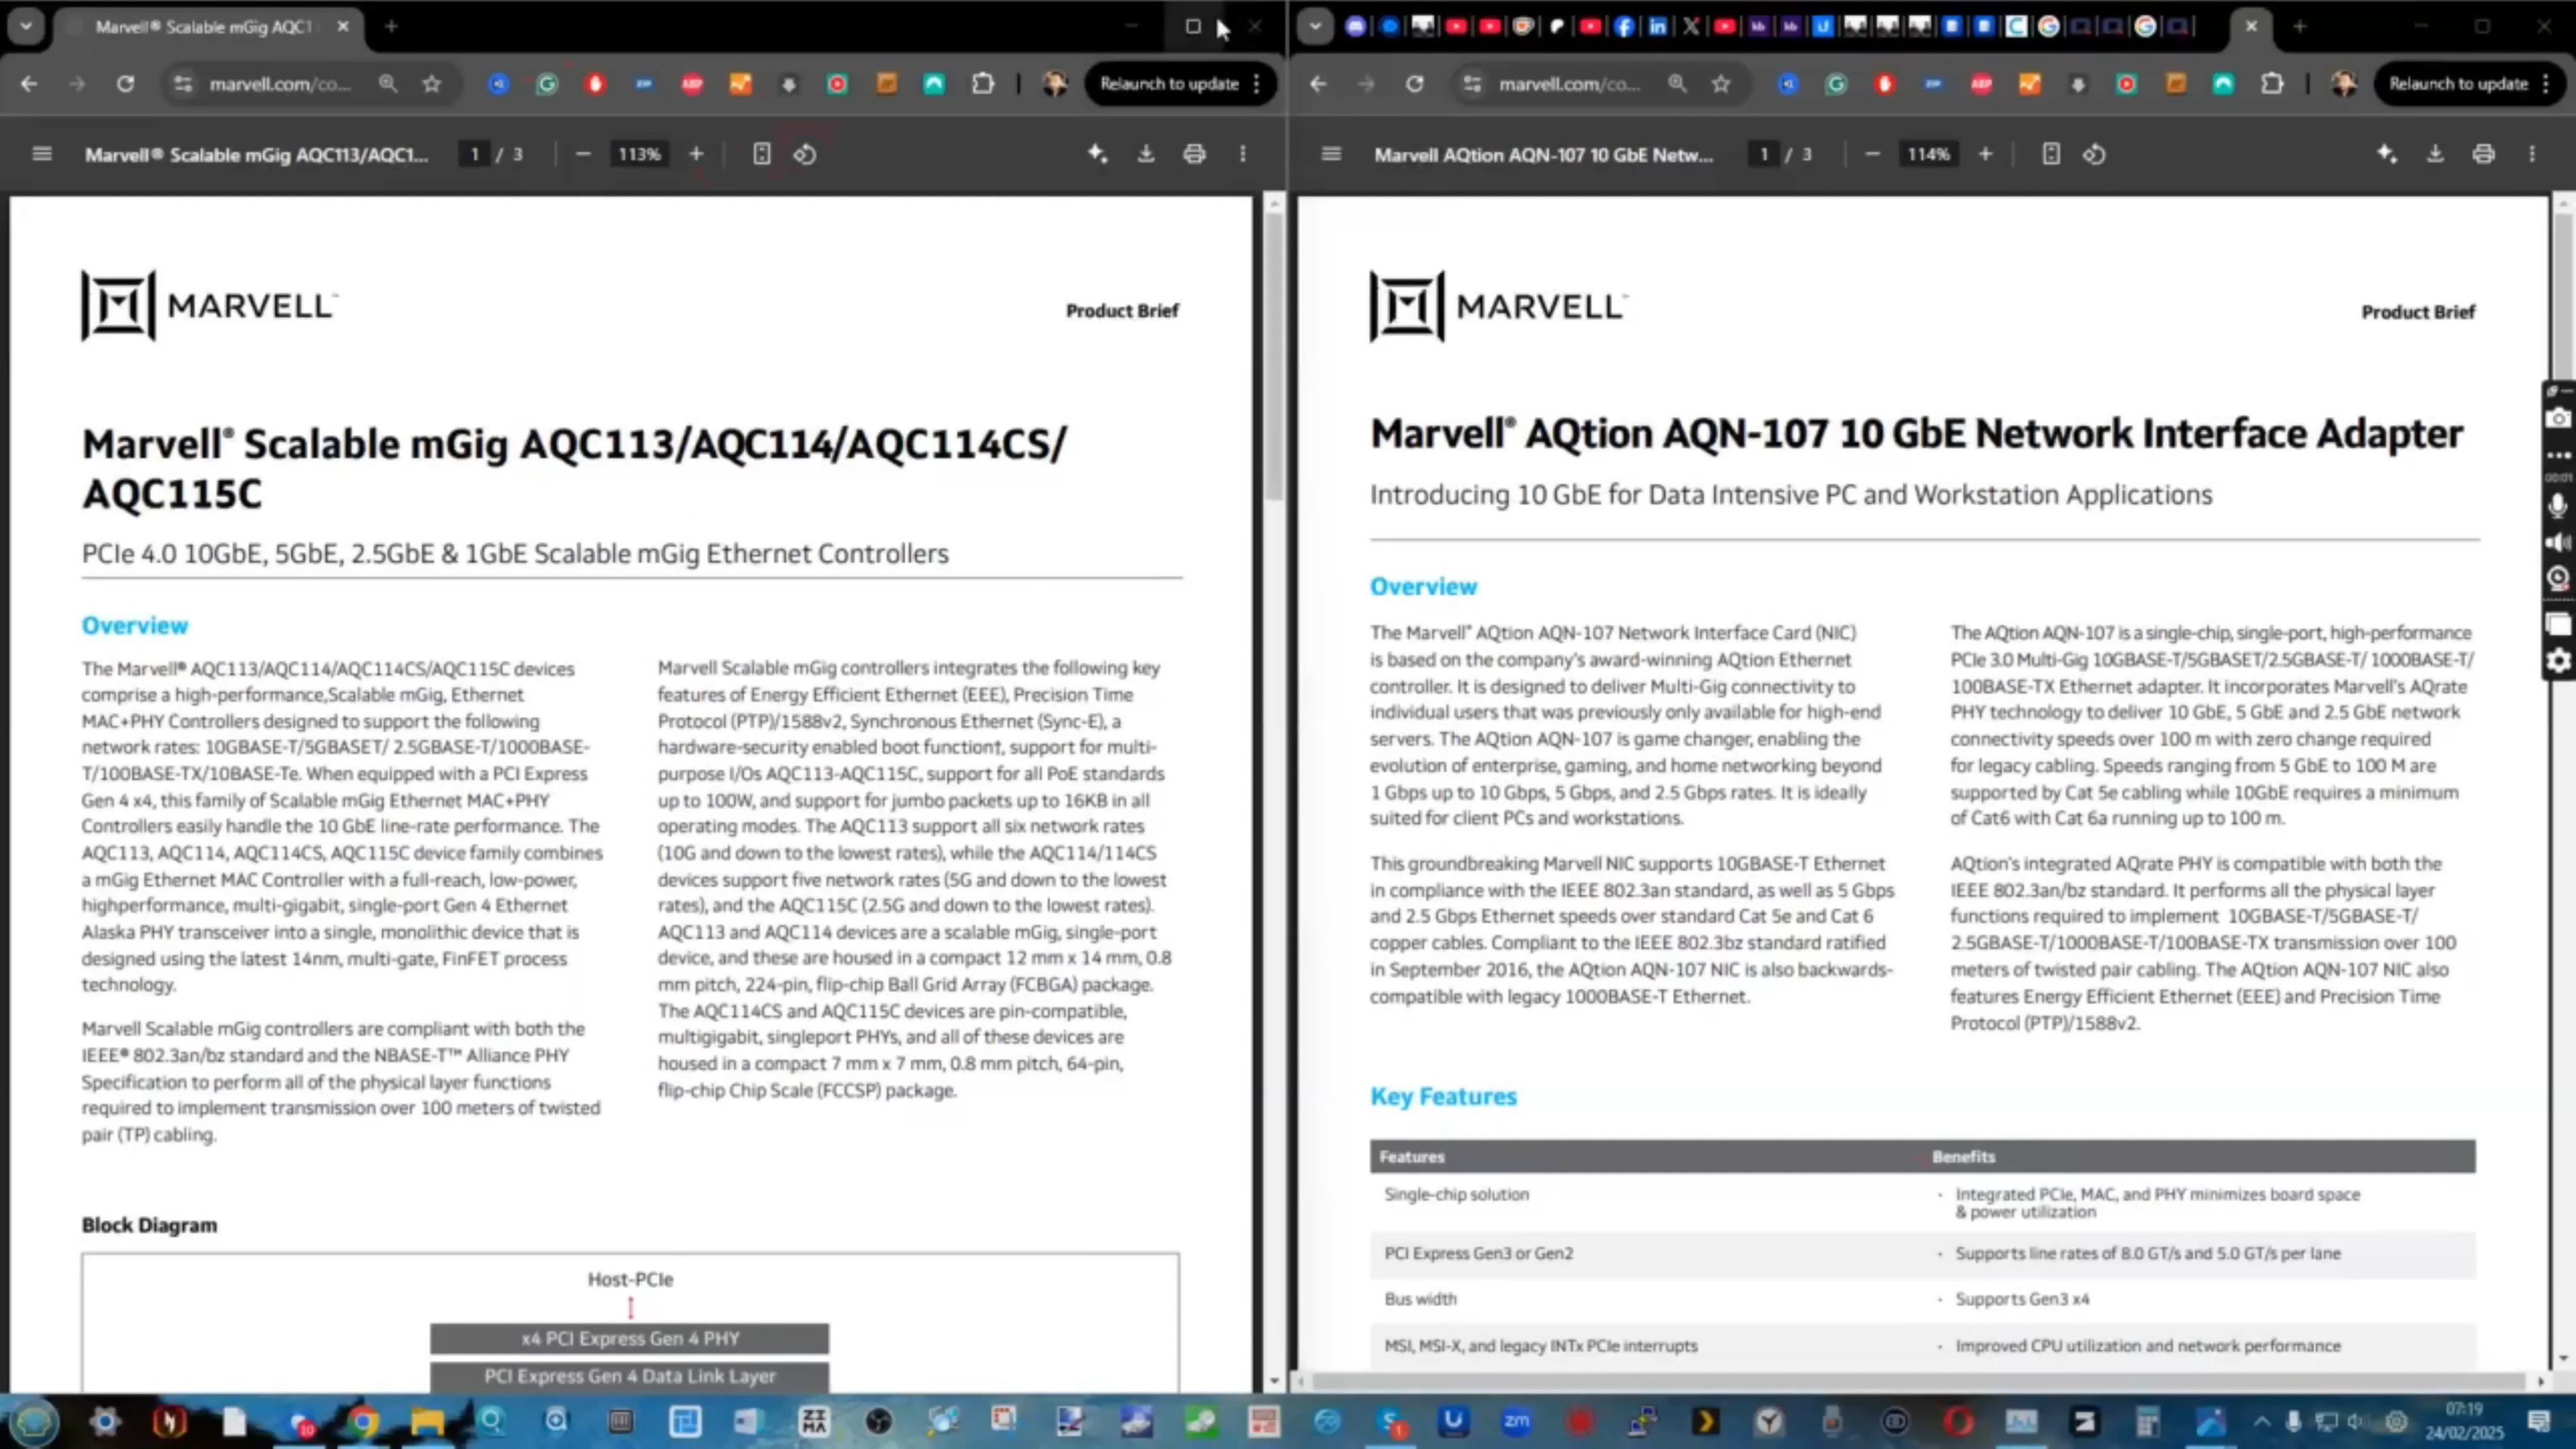 Marvell® Scalable mGig AQC1
marvell.com/co...
Relaunch to update
Marvell® Scalable mGig AQC113/AQC1...
1 / 3
113%
MARVELL™
Product Brief
Marvell® Scalable mGig AQC113/AQC114/AQC114CS/
AQC115C
PCIe 4.0 10GbE, 5GbE, 2.5GbE & 1GbE Scalable mGig Ethernet Controllers
Overview
The Marvell® AQC113/AQC114/AQC114CS/AQC115C devices
comprise a high-performance,Scalable mGig, Ethernet
MAC+PHY Controllers designed to support the following
network rates: 10GBASE-T/5GBASET/ 2.5GBASE-T/1000BASE-
T/100BASE-TX/10BASE-Te. When equipped with a PCI Express
Gen 4 x4, this family of Scalable mGig Ethernet MAC+PHY
Controllers easily handle the 10 GbE line-rate performance. The
AQC113, AQC114, AQC114CS, AQC115C device family combines
a mGig Ethernet MAC Controller with a full-reach, low-power,
highperformance, multi-gigabit, single-port Gen 4 Ethernet
Alaska PHY transceiver into a single, monolithic device that is
designed using the latest 14nm, multi-gate, FinFET process
technology.
Marvell Scalable mGig controllers are compliant with both the
IEEE® 802.3an/bz standard and the NBASE-T™ Alliance PHY
Specification to perform all of the physical layer functions
required to implement transmission over 100 meters of twisted
pair (TP) cabling.
Marvell Scalable mGig controllers integrates the following key
features of Energy Efficient Ethernet (EEE), Precision Time
Protocol (PTP)/1588v2, Synchronous Ethernet (Sync-E), a
hardware-security enabled boot function†, support for multi-
purpose I/Os AQC113-AQC115C, support for all PoE standards
up to 100W, and support for jumbo packets up to 16KB in all
operating modes. The AQC113 support all six network rates
(10G and down to the lowest rates), while the AQC114/114CS
devices support five network rates (5G and down to the lowest
rates), and the AQC115C (2.5G and down to the lowest rates).
AQC113 and AQC114 devices are a scalable mGig, single-port
device, and these are housed in a compact 12 mm x 14 mm, 0.8
mm pitch, 224-pin, flip-chip Ball Grid Array (FCBGA) package.
The AQC114CS and AQC115C devices are pin-compatible,
multigigabit, singleport PHYs, and all of these devices are
housed in a compact 7 mm x 7 mm, 0.8 mm pitch, 64-pin,
flip-chip Chip Scale (FCCSP) package.
Block Diagram
Host-PCIe
x4 PCI Express Gen 4 PHY
PCI Express Gen 4 Data Link Layer
marvell.com/co...
Relaunch to update
Marvell AQtion AQN-107 10 GbE Netw...
1 / 3
114%
MARVELL™
Product Brief
Marvell® AQtion AQN-107 10 GbE Network Interface Adapter
Introducing 10 GbE for Data Intensive PC and Workstation Applications
Overview
The Marvell® AQtion AQN-107 Network Interface Card (NIC)
is based on the company's award-winning AQtion Ethernet
controller. It is designed to deliver Multi-Gig connectivity to
individual users that was previously only available for high-end
servers. The AQtion AQN-107 is game changer, enabling the
evolution of enterprise, gaming, and home networking beyond
1 Gbps up to 10 Gbps, 5 Gbps, and 2.5 Gbps rates. It is ideally
suited for client PCs and workstations.
This groundbreaking Marvell NIC supports 10GBASE-T Ethernet
in compliance with the IEEE 802.3an standard, as well as 5 Gbps
and 2.5 Gbps Ethernet speeds over standard Cat 5e and Cat 6
copper cables. Compliant to the IEEE 802.3bz standard ratified
in September 2016, the AQtion AQN-107 NIC is also backwards-
compatible with legacy 1000BASE-T Ethernet.
The AQtion AQN-107 is a single-chip, single-port, high-performance
PCIe 3.0 Multi-Gig 10GBASE-T/5GBASET/2.5GBASE-T/ 1000BASE-T/
100BASE-TX Ethernet adapter. It incorporates Marvell's AQrate
PHY technology to deliver 10 GbE, 5 GbE and 2.5 GbE network
connectivity speeds over 100 m with zero change required
for legacy cabling. Speeds ranging from 5 GbE to 100 M are
supported by Cat 5e cabling while 10GbE requires a minimum
of Cat6 with Cat 6a running up to 100 m.
AQtion's integrated AQrate PHY is compatible with both the
IEEE 802.3an/bz standard. It performs all the physical layer
functions required to implement 10GBASE-T/5GBASE-T/
2.5GBASE-T/1000BASE-T/100BASE-TX transmission over 100
meters of twisted pair cabling. The AQtion AQN-107 NIC also
features Energy Efficient Ethernet (EEE) and Precision Time
Protocol (PTP)/1588v2.
Key Features
Features Benefits
Single-chip solution · Integrated PCIe, MAC, and PHY minimizes board space
& power utilization
PCI Express Gen3 or Gen2 · Supports line rates of 8.0 GT/s and 5.0 GT/s per lane
Bus width · Supports Gen3 x4
MSI, MSI-X, and legacy INTx PCIe interrupts · Improved CPU utilization and network performance
00:01
ZIMA
zm
07:19
24/02/2025